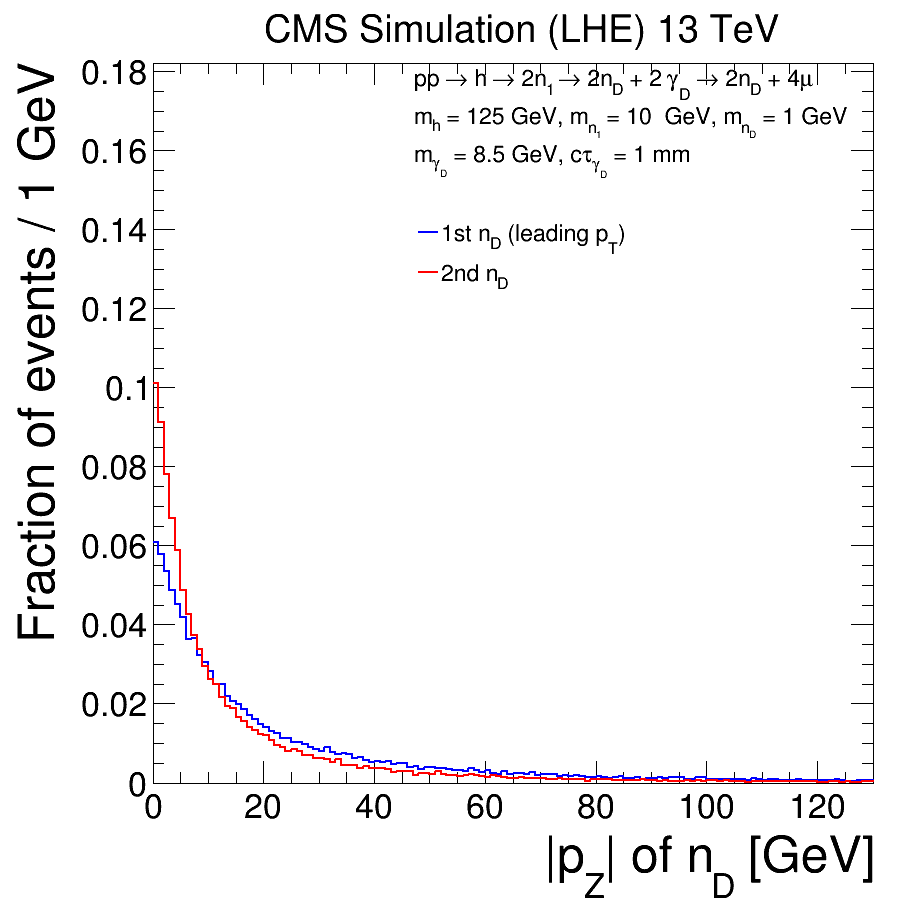 CMS Simulation (LHE) 13 TeV
pp → h → 2n₁ → 2n_D + 2 γ_D → 2n_D + 4μ
m_h = 125 GeV, m_n₁ = 10 GeV, m_n_D = 1 GeV
m_γ_D = 8.5 GeV, cτ_γ_D = 1 mm
1st n_D (leading p_T)
2nd n_D
Fraction of events / 1 GeV
0.18
0.16
0.14
0.12
0.1
0.08
0.06
0.04
0.02
0
0 20 40 60 80 100 120
|p_Z| of n_D [GeV]